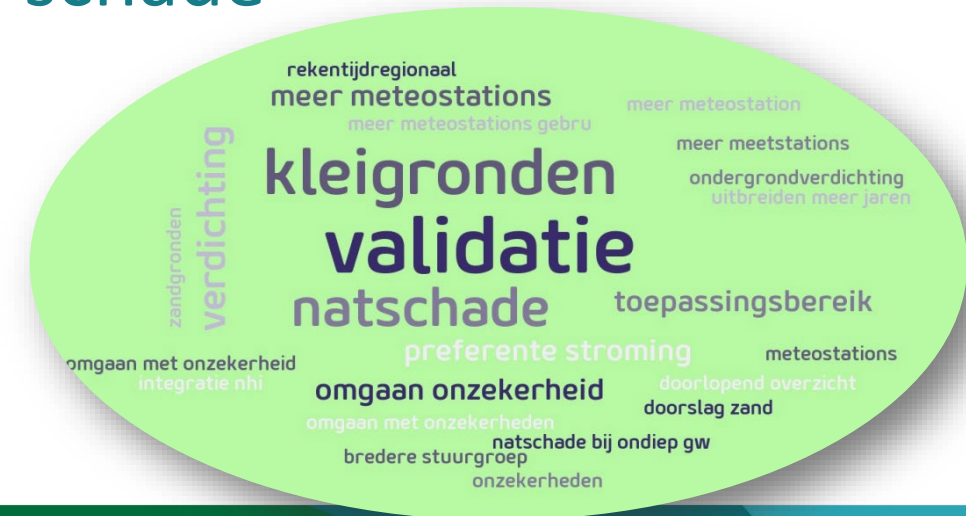 schade
rekentijdregionaal
meer meteostations
meer meteostation
meer meteostations gebru
meer meetstations
verdichting
kleigronden
ondergrondverdichting
uitbreiden meer jaren
zandgronden
validatie
natschade
toepassingsbereik
preferente stroming
meteostations
omgaan met onzekerheid
integratie nhi
omgaan onzekerheid
doorlopend overzicht
doorslag zand
omgaan met onzekerheden
natschade bij ondiep gw
bredere stuurgroep
onzekerheden